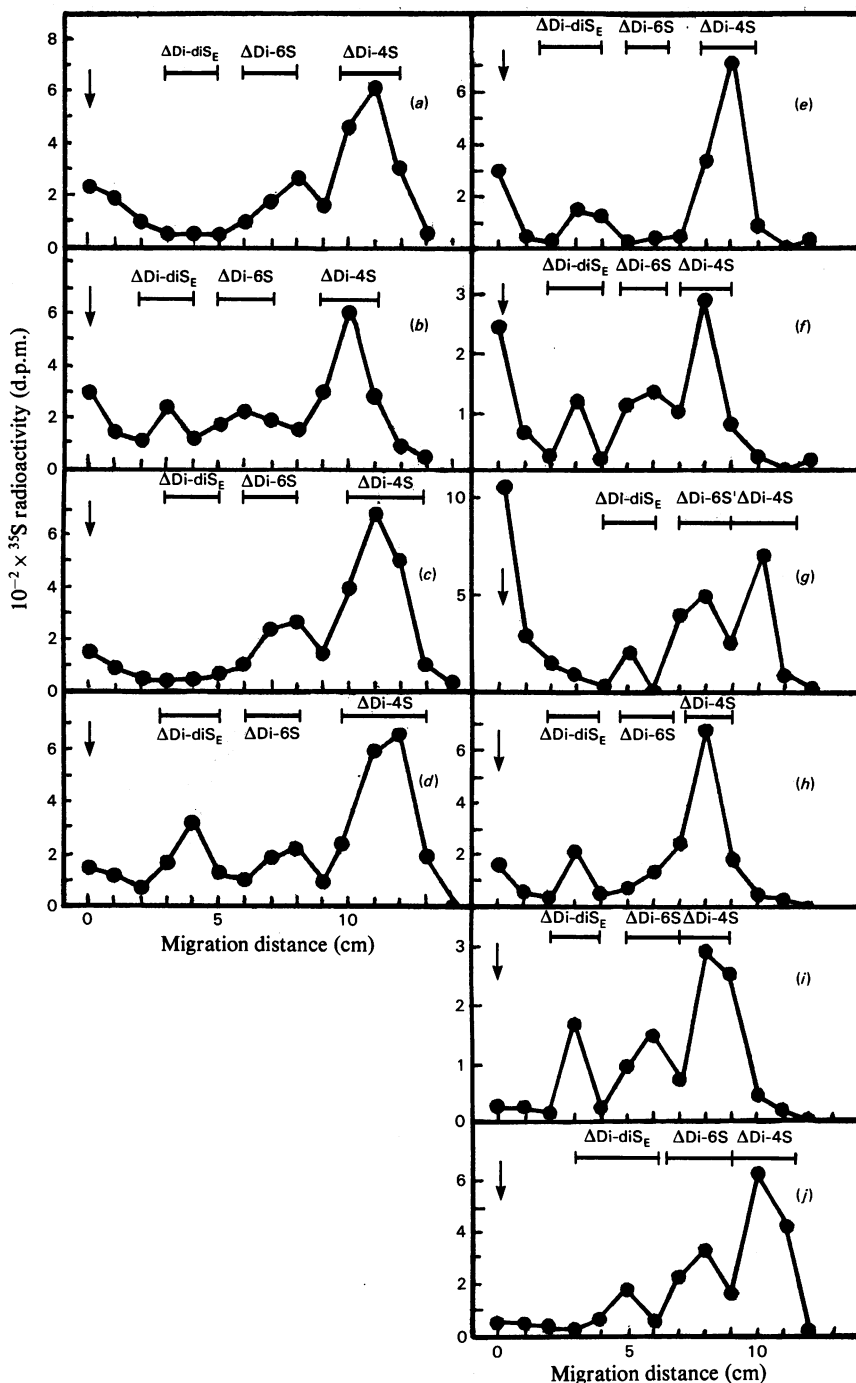 10⁻² × ³⁵S radioactivity (d.p.m.)
8
6
4
2
0
ΔDi-diS_E
ΔDi-6S
ΔDi-4S
(a)
6
4
2
0
ΔDi-diS_E
ΔDi-6S
ΔDi-4S
(b)
6
4
2
0
ΔDi-diS_E
ΔDi-6S
ΔDi-4S
(c)
6
4
2
0
ΔDi-diS_E
ΔDi-6S
ΔDi-4S
(d)
0
5
10
Migration distance (cm)
6
4
2
0
ΔDi-diS_E
ΔDi-6S
ΔDi-4S
(e)
3
2
1
0
ΔDi-diS_E
ΔDi-6S
ΔDi-4S
(f)
10
5
ΔDI-diS_E
ΔDi-6S'ΔDi-4S
(g)
6
4
2
0
ΔDi-diS_E
ΔDi-6S
ΔDi-4S
(h)
3
2
1
0
ΔDi-diS_E
ΔDi-6S ΔDi-4S
(i)
6
4
2
0
ΔDi-diS_E
ΔDi-6S
ΔDi-4S
(j)
0
5
10
Migration distance (cm)